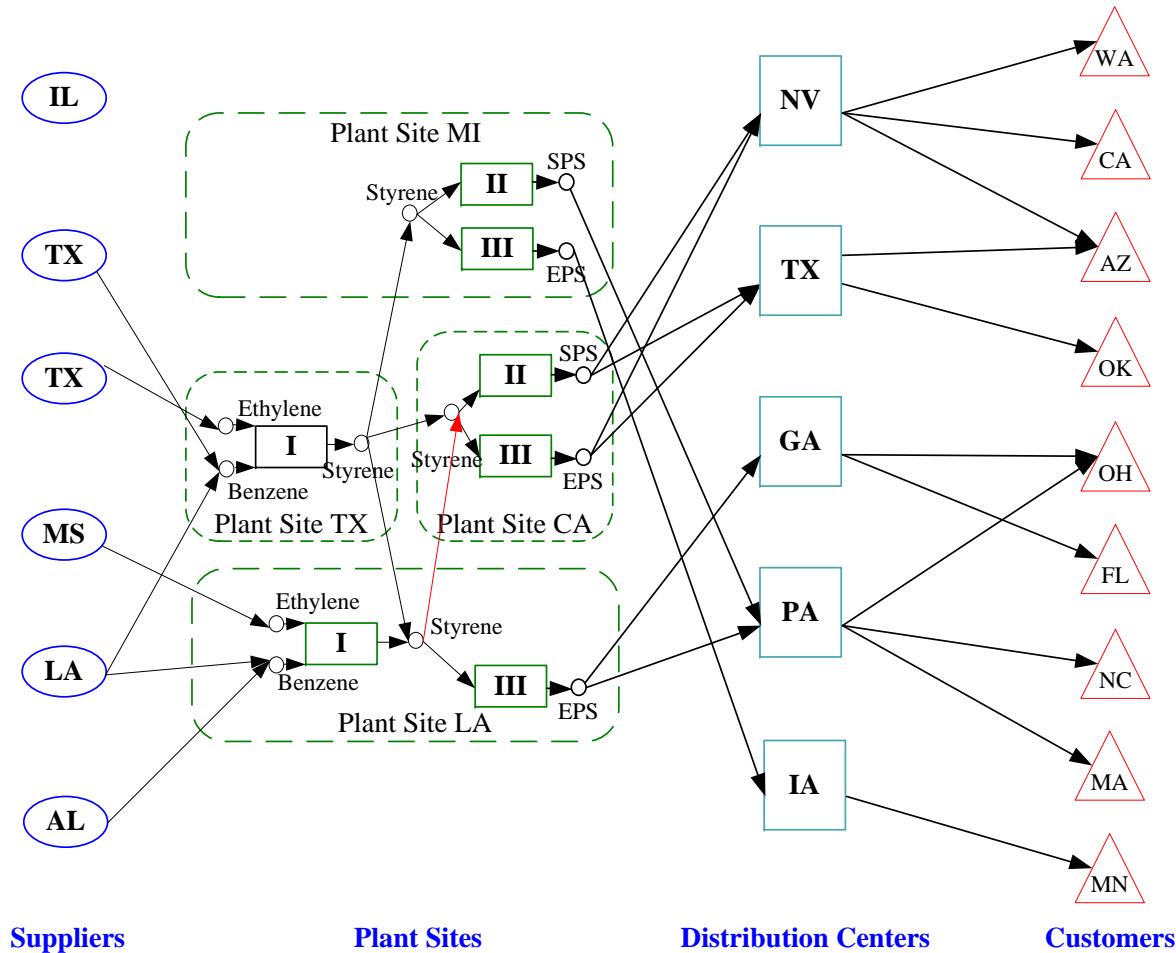 IL
TX
TX
MS
LA
AL
Plant Site MI
Styrene
II
SPS
III
EPS
Ethylene
I
Styrene
Benzene
Plant Site TX
SPS
II
Styrene
III
EPS
Plant Site CA
Ethylene
I
Styrene
Benzene
III
EPS
Plant Site LA
NV
TX
GA
PA
IA
WA
CA
AZ
OK
OH
FL
NC
MA
MN
Suppliers
Plant Sites
Distribution Centers
Customers